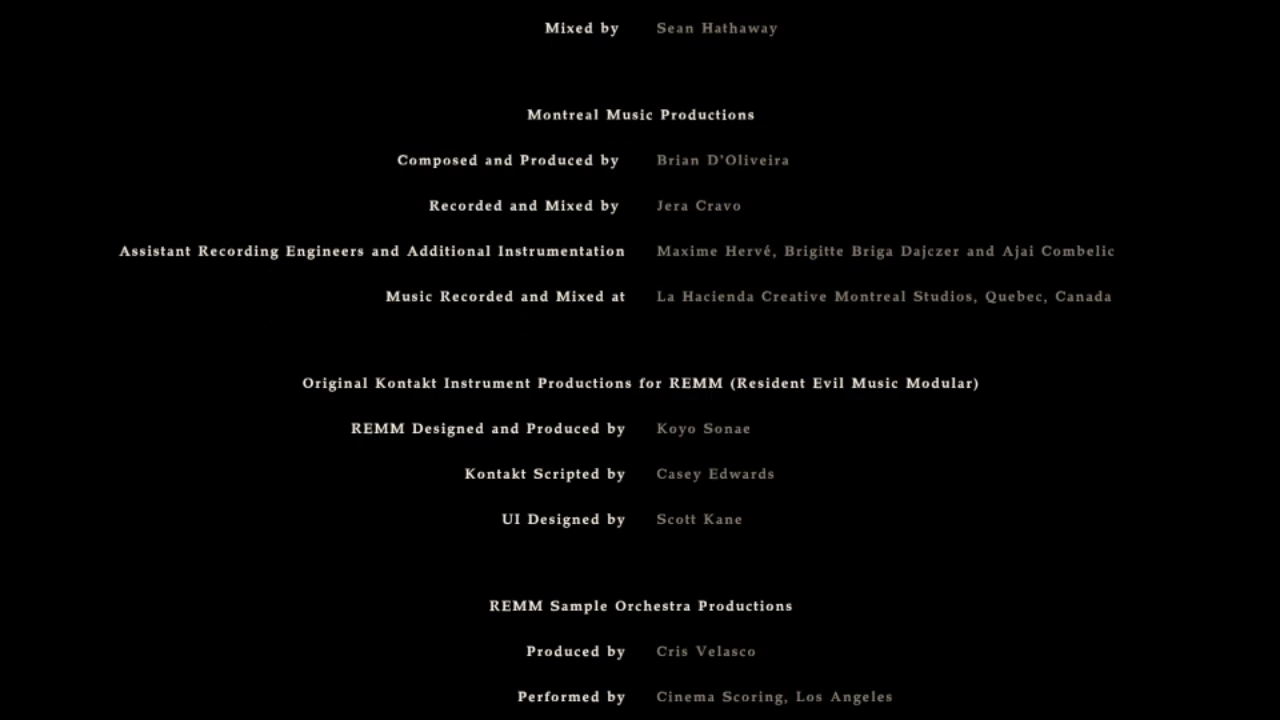 Mixed by Sean Hathaway
Montreal Music Productions
Composed and Produced by Brian D'Oliveira
Recorded and Mixed by Jera Cravo
Assistant Recording Engineers and Additional Instrumentation Maxime Hervé, Brigitte Briga Dajczer and Ajai Combelic
Music Recorded and Mixed at La Hacienda Creative Montreal Studios, Quebec, Canada
Original Kontakt Instrument Productions for REMM (Resident Evil Music Modular)
REMM Designed and Produced by Koyo Sonae
Kontakt Scripted by Casey Edwards
UI Designed by Scott Kane
REMM Sample Orchestra Productions
Produced by Cris Velasco
Performed by Cinema Scoring, Los Angeles